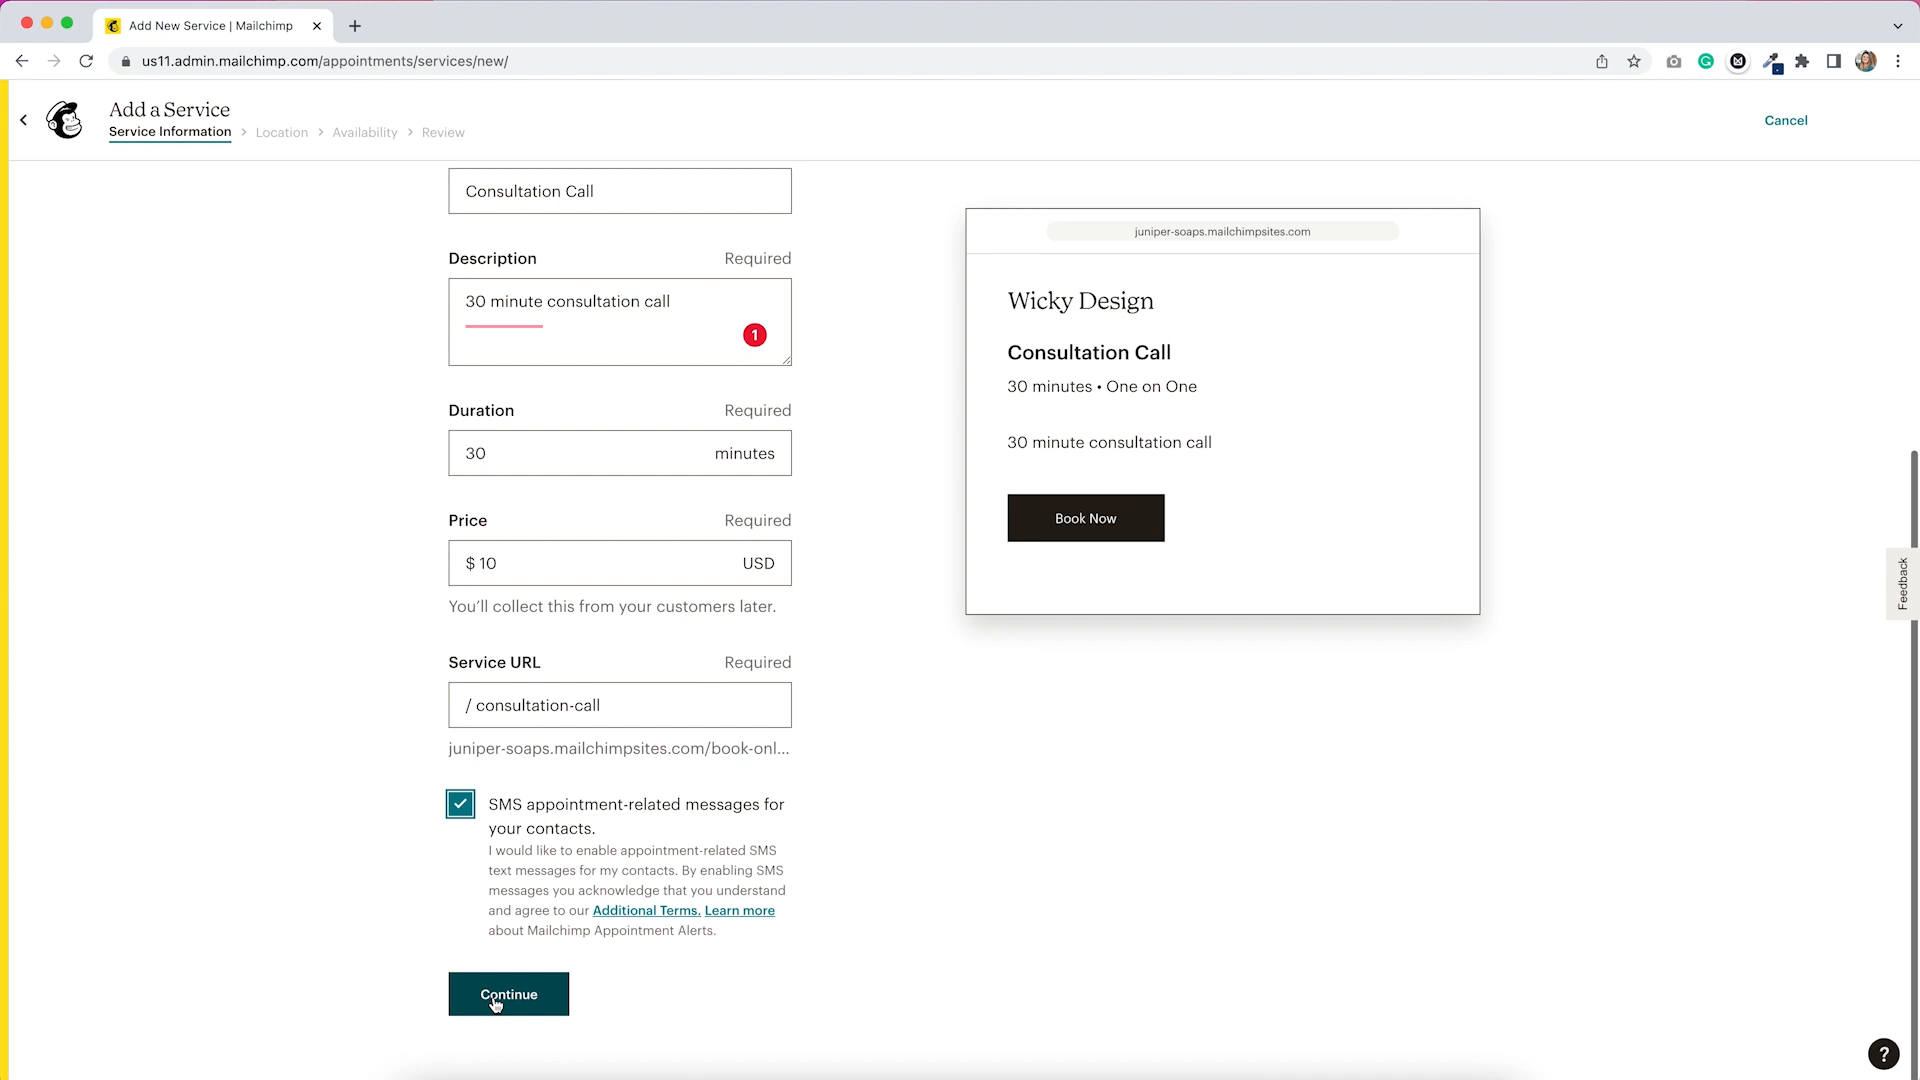 Add New Service | Mailchimp
us11.admin.mailchimp.com/appointments/services/new/
Add a Service
Service Information > Location > Availability > Review
Cancel
Consultation Call
Description Required
30 minute consultation call
1
Duration Required
30 minutes
Price Required
$ 10 USD
You’ll collect this from your customers later.
Service URL Required
/ consultation-call
juniper-soaps.mailchimpsites.com/book-onl...
SMS appointment-related messages for
your contacts.
I would like to enable appointment-related SMS
text messages for my contacts. By enabling SMS
messages you acknowledge that you understand
and agree to our Additional Terms. Learn more
about Mailchimp Appointment Alerts.
Continue
juniper-soaps.mailchimpsites.com
Wicky Design
Consultation Call
30 minutes • One on One
30 minute consultation call
Book Now
Feedback
?